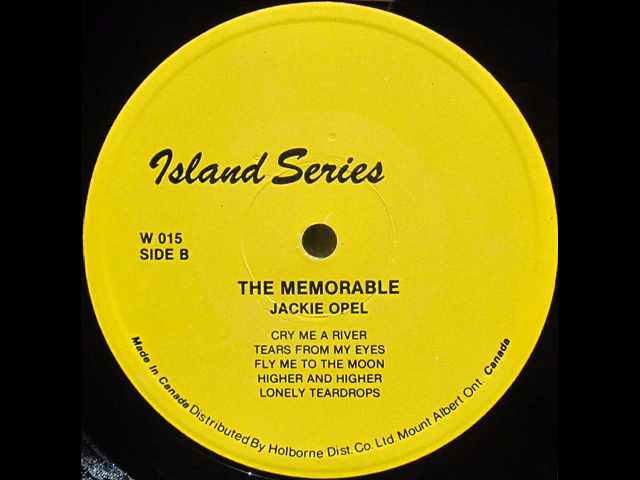 Island Series
W 015
SIDE B
THE MEMORABLE
JACKIE OPEL
CRY ME A RIVER
TEARS FROM MY EYES
FLY ME TO THE MOON
HIGHER AND HIGHER
LONELY TEARDROPS
Made In Canada Distributed By Holborne Dist. Co. Ltd. Mount Albert Ont. Canada